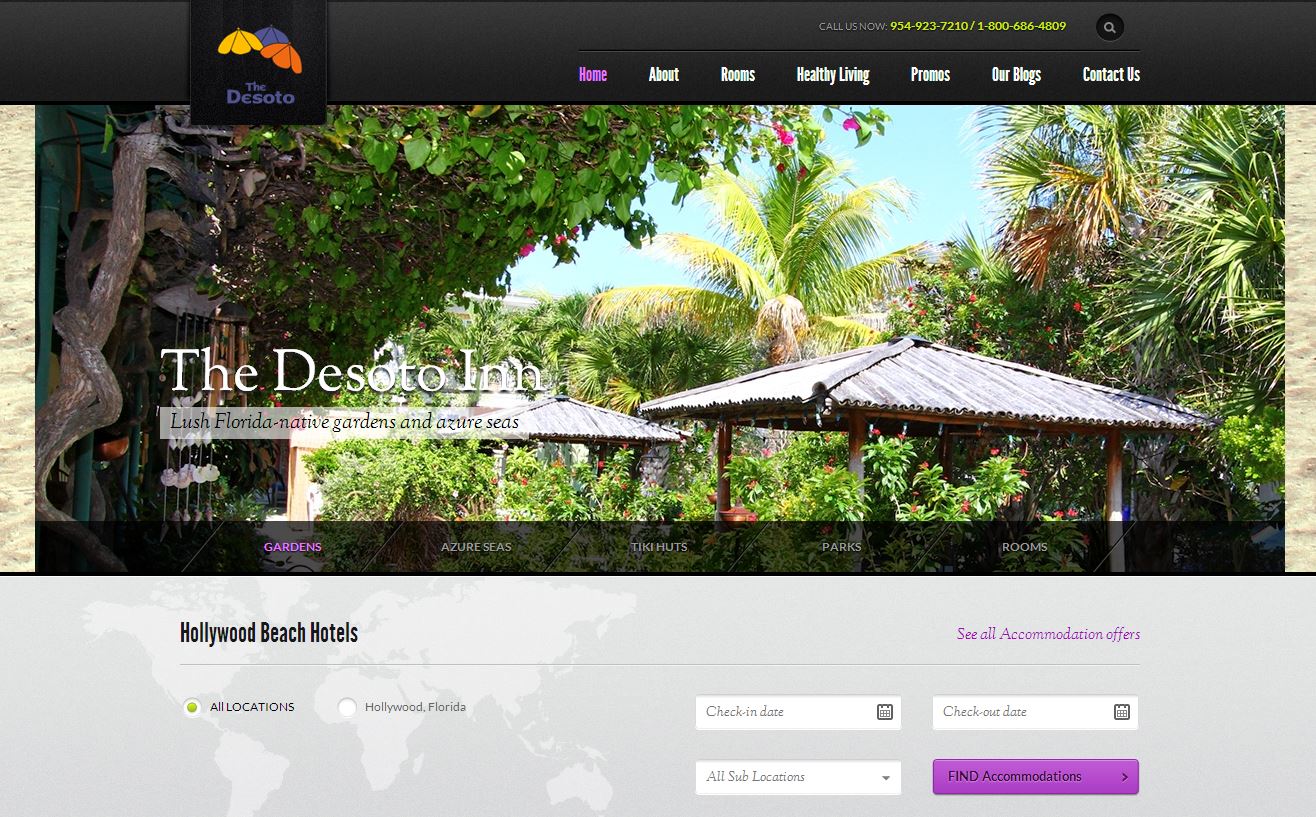 The
Desoto
CALL US NOW: 954-923-7210 / 1-800-686-4809
Home About Rooms Healthy Living Promos Our Blogs Contact Us
The Desoto Inn
Lush Florida-native gardens and azure seas
GARDENS AZURE SEAS TIKI HUTS PARKS ROOMS
Hollywood Beach Hotels
See all Accommodation offers
All LOCATIONS Hollywood, Florida
Check-in date Check-out date
All Sub Locations FIND Accommodations >